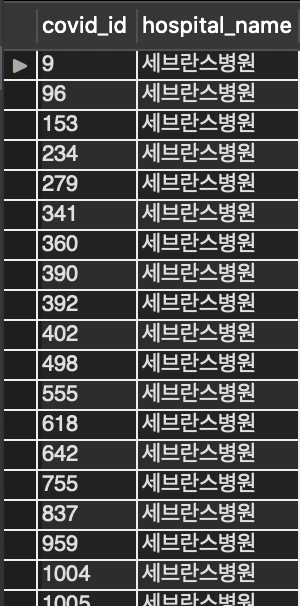 covid_id hospital_name
9 세브란스병원
96 세브란스병원
153 세브란스병원
234 세브란스병원
279 세브란스병원
341 세브란스병원
360 세브란스병원
390 세브란스병원
392 세브란스병원
402 세브란스병원
498 세브란스병원
555 세브란스병원
618 세브란스병원
642 세브란스병원
755 세브란스병원
837 세브란스병원
959 세브란스병원
1004 세브란스병원
1005 세브란스병원